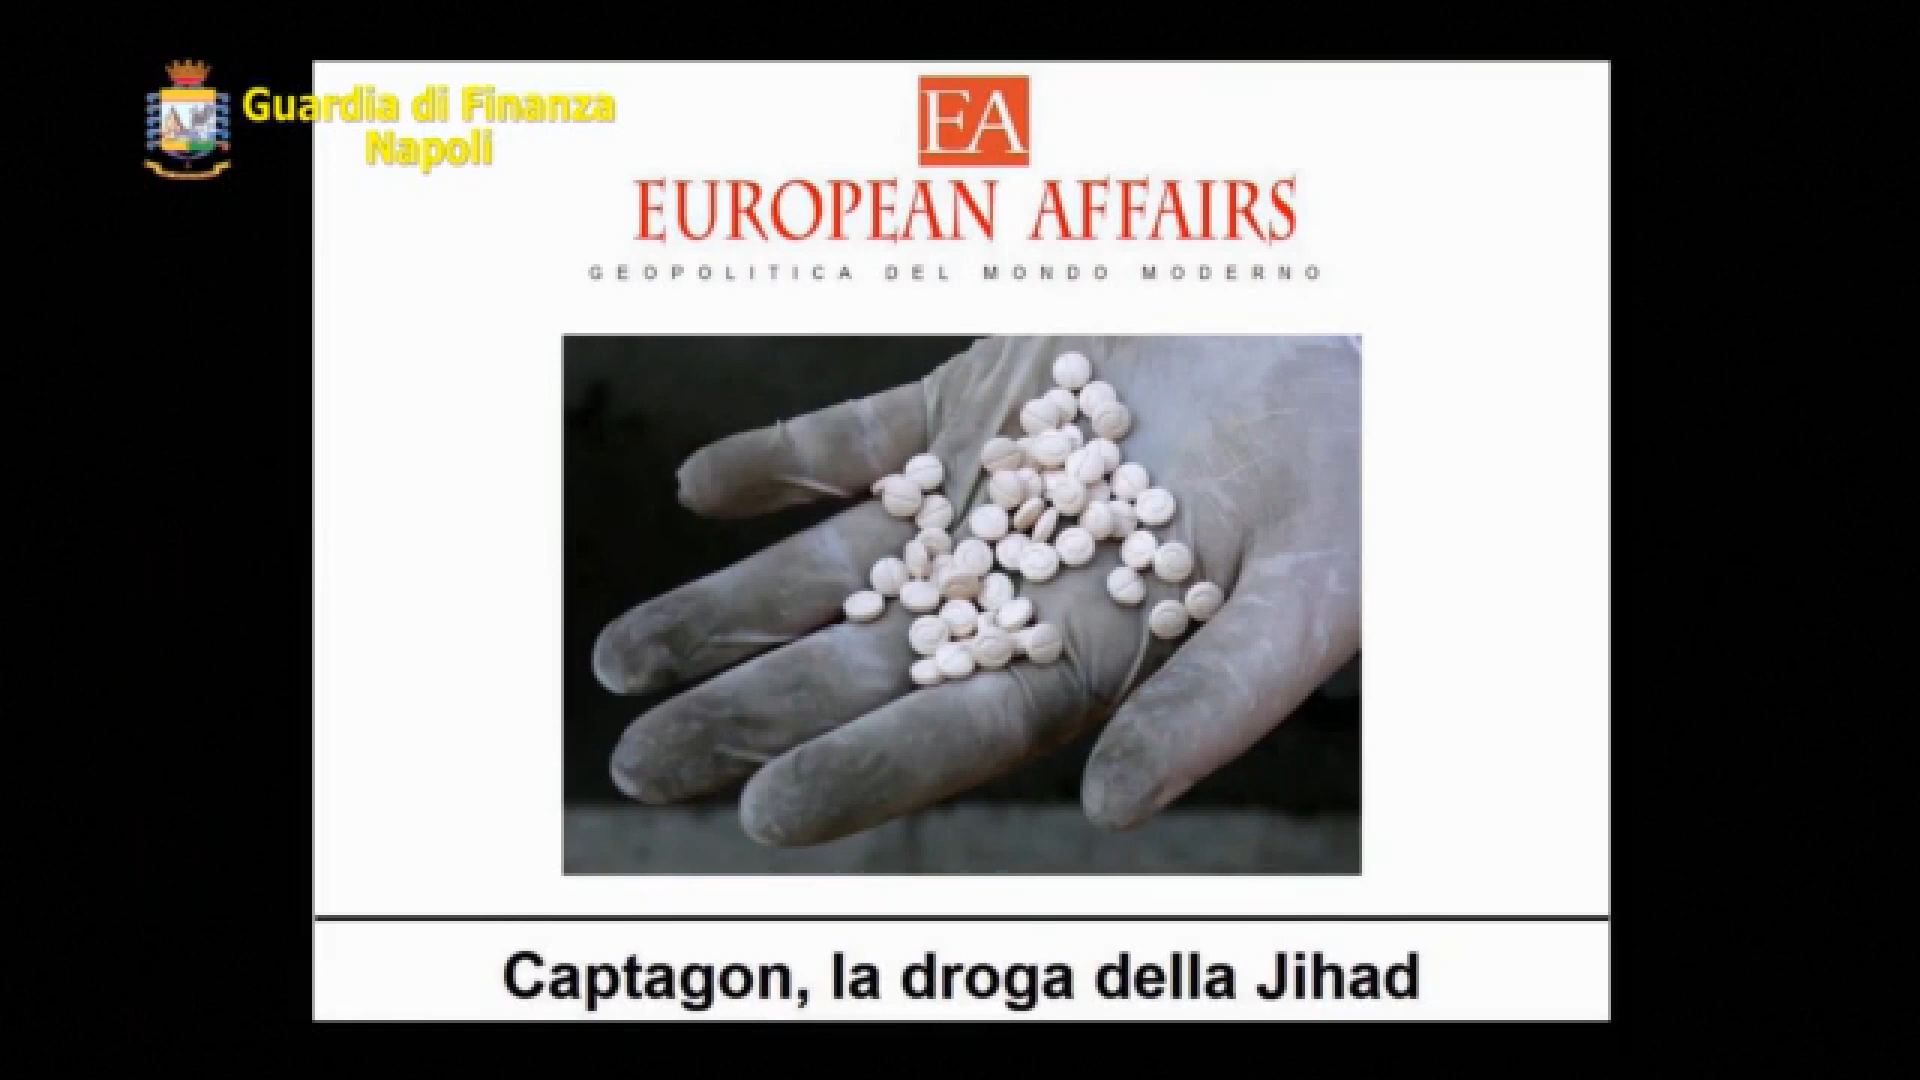 Guardia di Finanza
Napoli
EA
EUROPEAN AFFAIRS
GEOPOLITICA DEL MONDO MODERNO
Captagon, la droga della Jihad